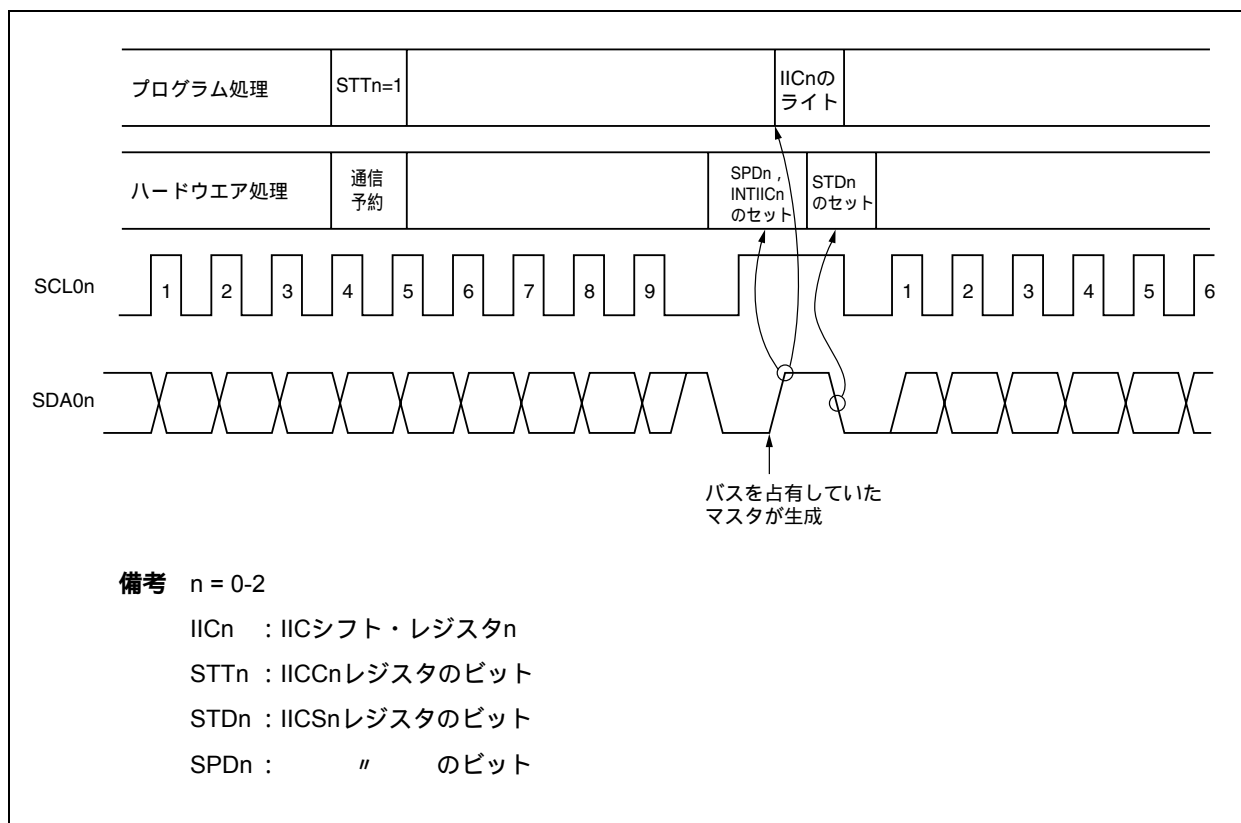 プログラム処理
STTn=1
IICnの
ライト
ハードウエア処理
通信
予約
SPDn，
INTIICn
のセット
STDn
のセット
SCL0n
1 2 3 4 5 6 7 8 9 1 2 3 4 5 6
SDA0n
バスを占有していた
マスタが生成
備考 n = 0-2
IICn ：IICシフト・レジスタn
STTn ：IICCnレジスタのビット
STDn ：IICSnレジスタのビット
SPDn ： 〃 のビット